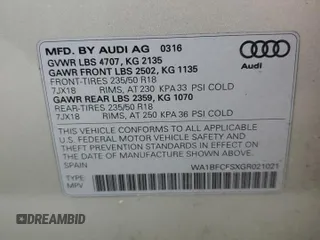 MFD. BY AUDI AG 0316
GVWR LBS 4707, KG 2135
GAWR FRONT LBS 2502, KG 1135
FRONT-TIRES 235/50 R18
7JX18 RIMS, AT 230 KPA 33 PSI COLD
GAWR REAR LBS 2359, KG 1070
REAR-TIRES 235/50 R18
7JX18 RIMS, AT 250 KPA 36 PSI COLD
THIS VEHICLE CONFORMS TO ALL APPLICABLE
U.S. FEDERAL MOTOR VEHICLE SAFETY AND
THEFT PREVENTION STANDARDS IN EFFECT ON
THE DATE OF MANUFACTURE SHOWN ABOVE.
SPAIN WA1BFCFSXGR021021
TYPE
MPV
Audi
DREAMBID